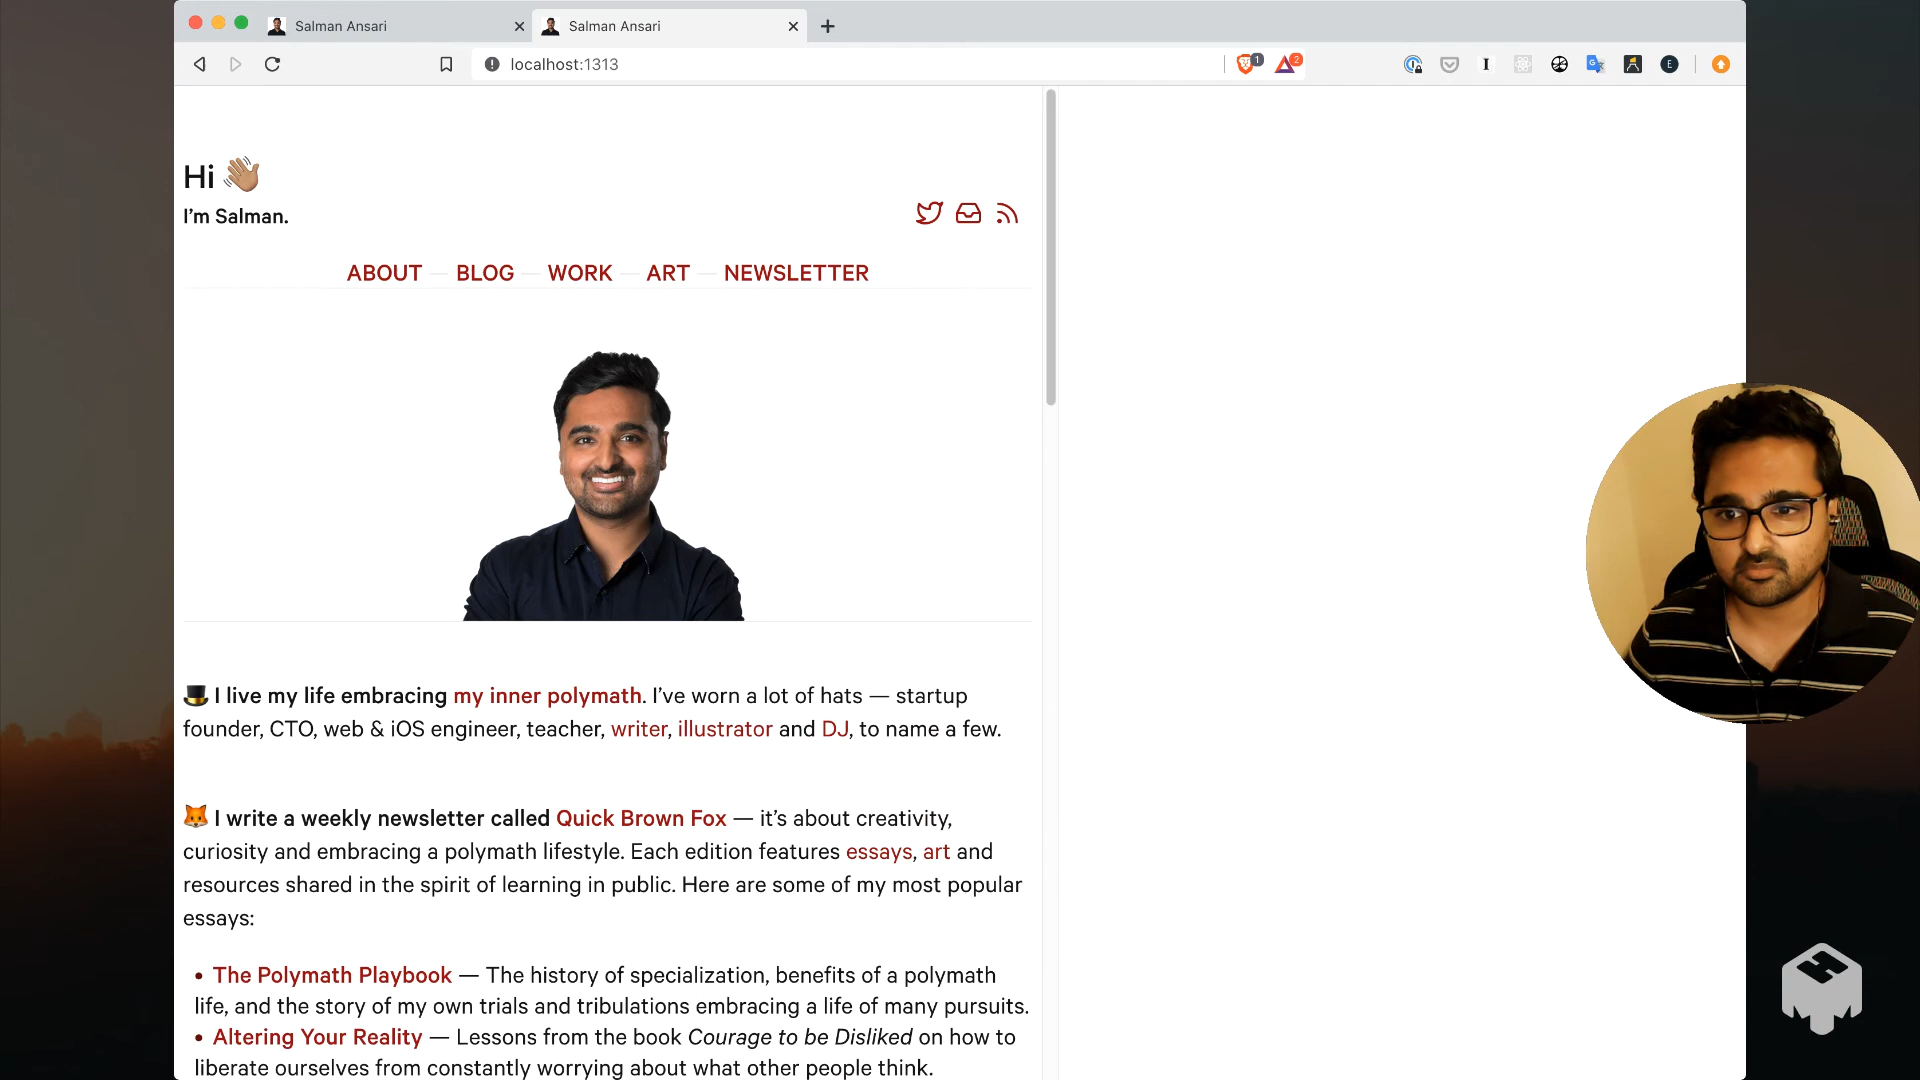 Salman Ansari
Salman Ansari
localhost:1313
1
2
I
E
Hi 👋🏽
I'm Salman.
ABOUT — BLOG — WORK — ART — NEWSLETTER
🎩 I live my life embracing my inner polymath. I've worn a lot of hats — startup
founder, CTO, web & iOS engineer, teacher, writer, illustrator and DJ, to name a few.
🦊 I write a weekly newsletter called Quick Brown Fox — it's about creativity,
curiosity and embracing a polymath lifestyle. Each edition features essays, art and
resources shared in the spirit of learning in public. Here are some of my most popular
essays:
• The Polymath Playbook — The history of specialization, benefits of a polymath
life, and the story of my own trials and tribulations embracing a life of many pursuits.
• Altering Your Reality — Lessons from the book Courage to be Disliked on how to
liberate ourselves from constantly worrying about what other people think.